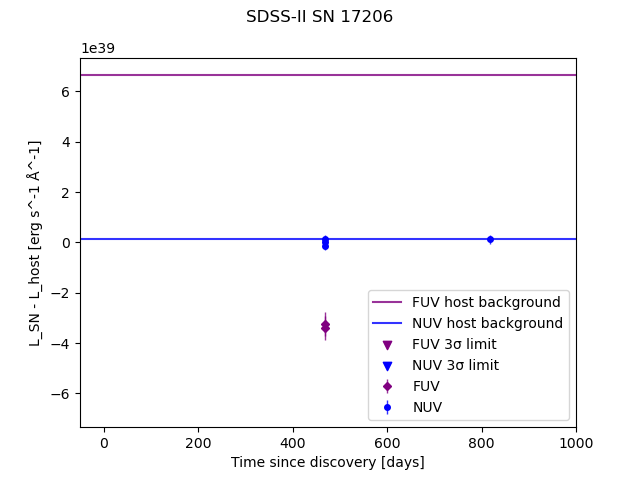 SDSS-II SN 17206
1e39
6
4
2
0
−2
−4
−6
L_SN - L_host [erg s^-1 Å^-1]
FUV host background
NUV host background
FUV 3σ limit
NUV 3σ limit
FUV
NUV
0 200 400 600 800 1000
Time since discovery [days]